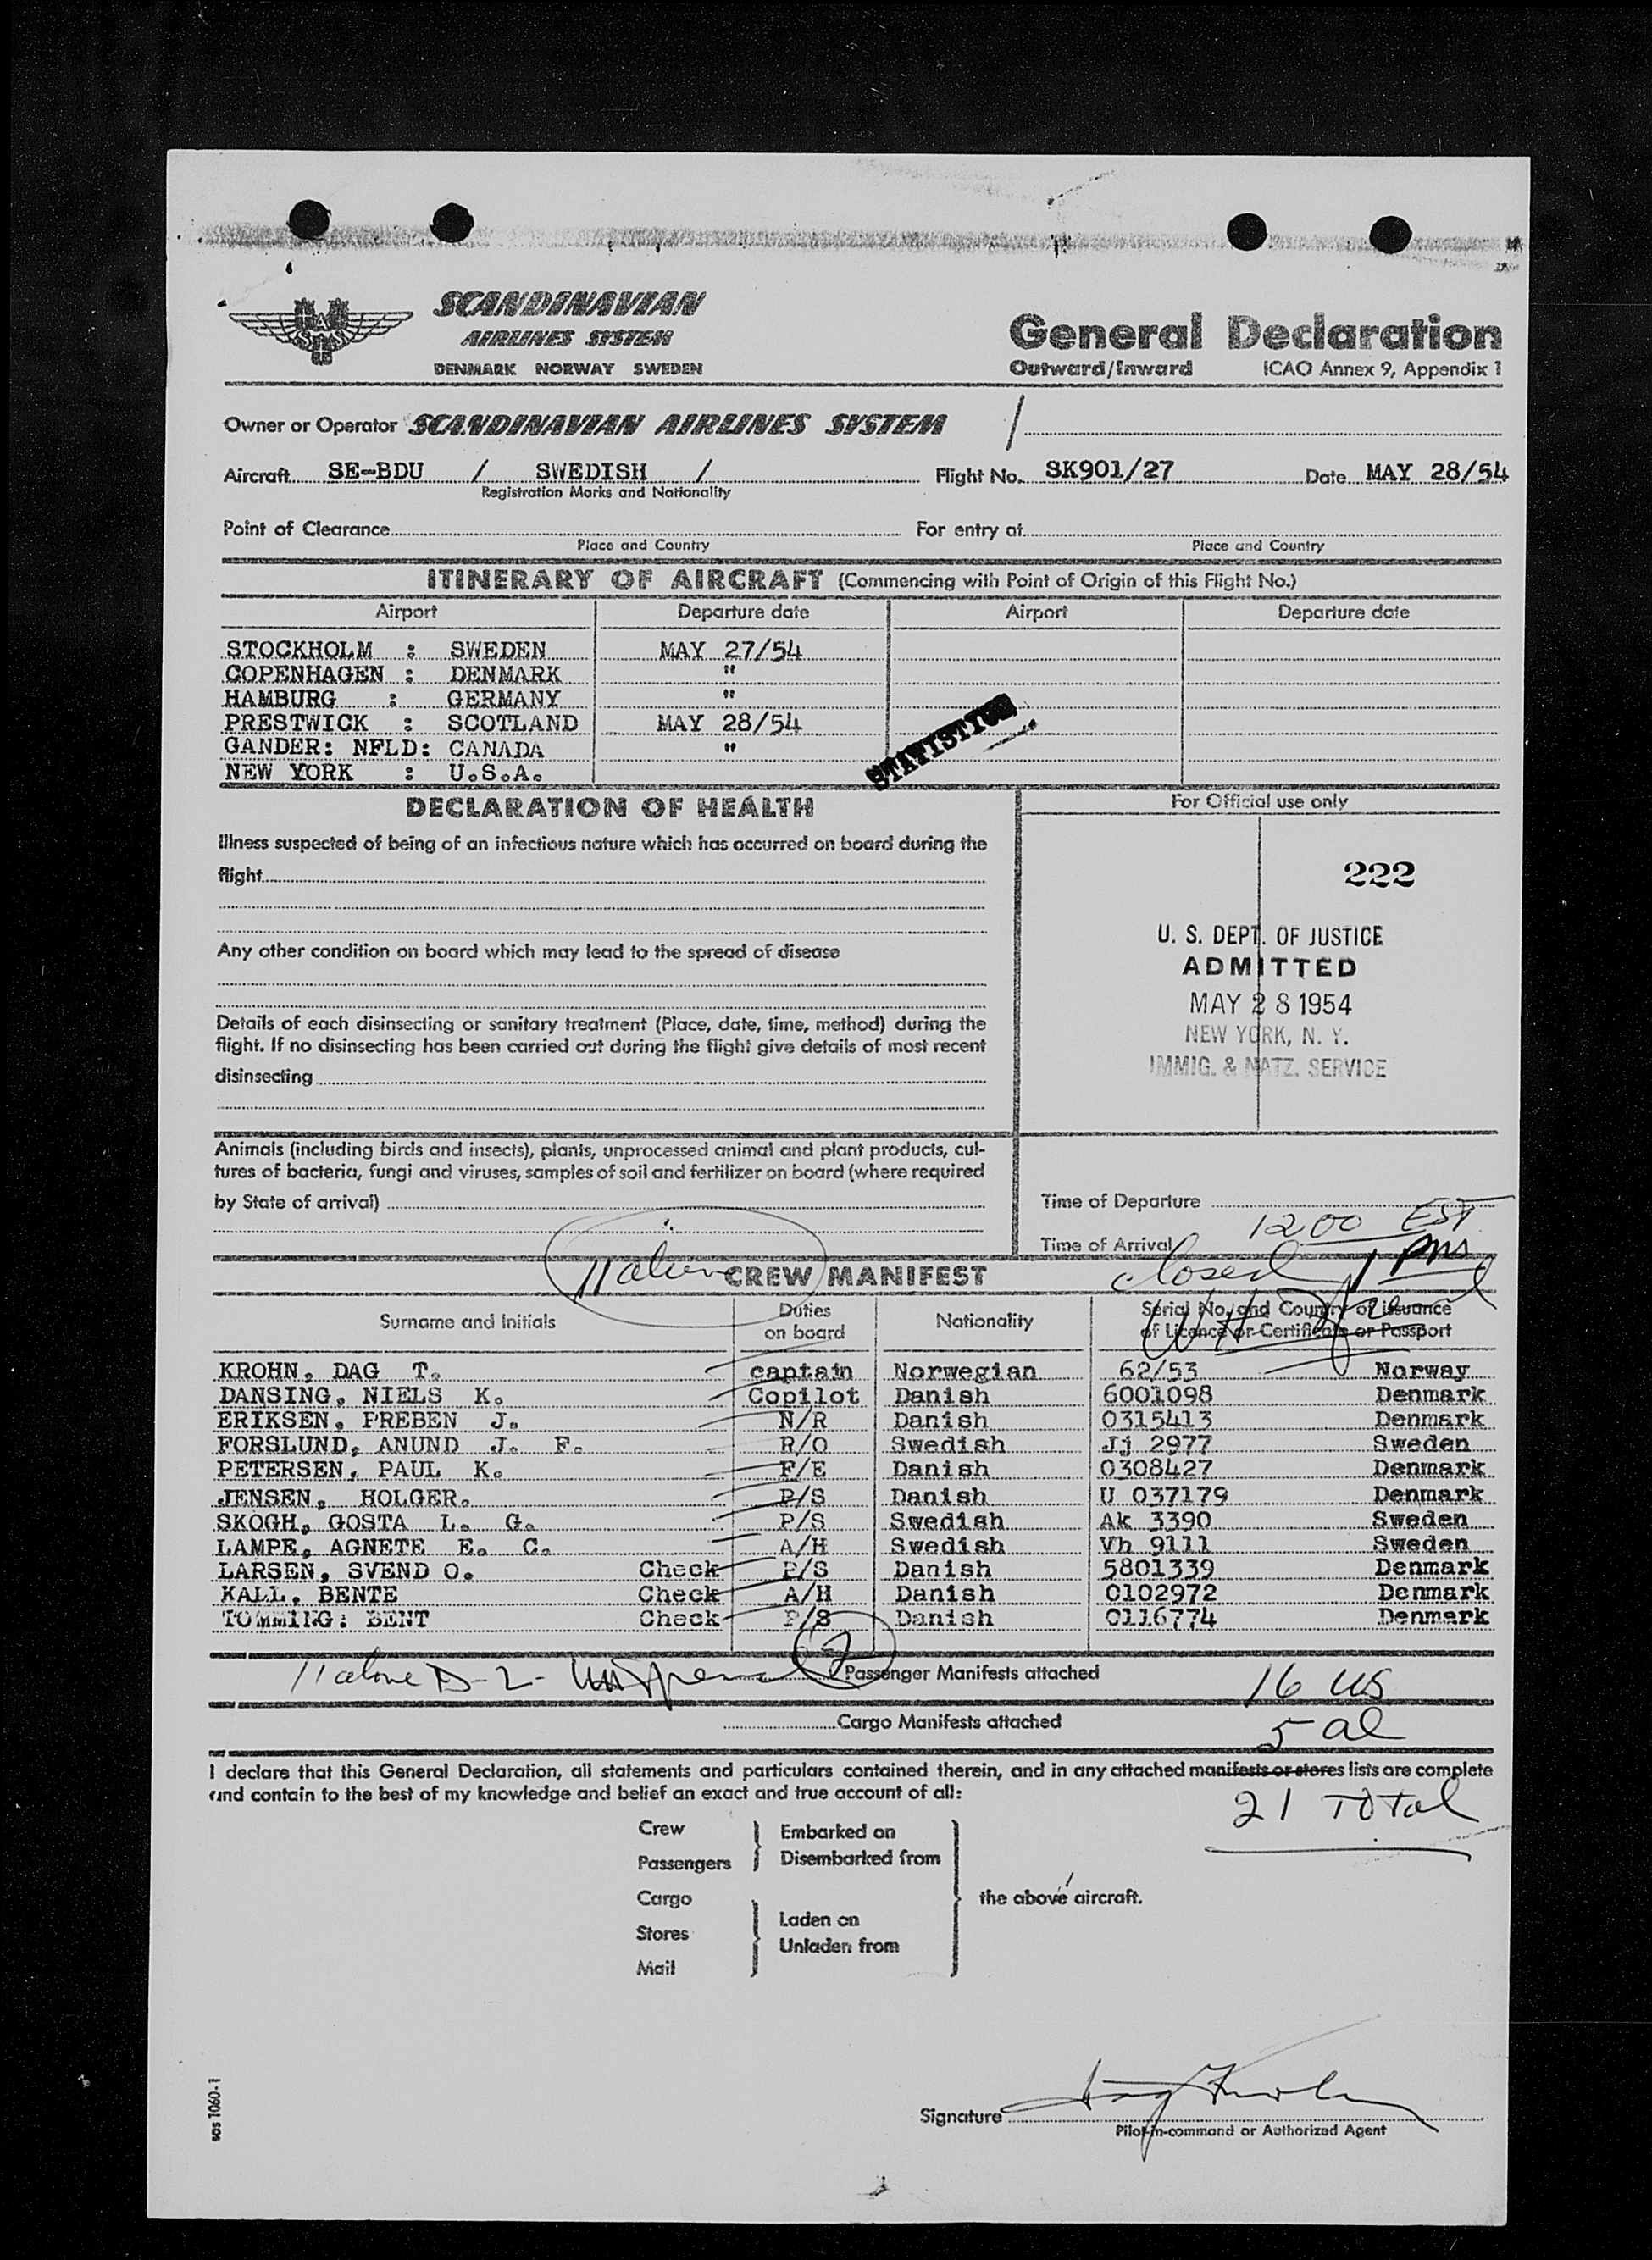 SAS
SCANDINAVIAN
AIRLINES SYSTEM
DENMARK NORWAY SWEDEN
General Declaration
Outward/Inward ICAO Annex 9, Appendix 1
Owner or Operator SCANDINAVIAN AIRLINES SYSTEM /
Aircraft SE-BDU / SWEDISH / Flight No. SK901/27 Date MAY 28/54
Registration Marks and Nationality
Point of Clearance For entry at
Place and Country Place and Country
ITINERARY OF AIRCRAFT (Commencing with Point of Origin of this Flight No.)
Airport Departure date Airport Departure date
STOCKHOLM : SWEDEN MAY 27/54
COPENHAGEN : DENMARK "
HAMBURG : GERMANY "
PRESTWICK : SCOTLAND MAY 28/54
GANDER: NFLD: CANADA "
NEW YORK : U.S.A.
DECLARATION OF HEALTH
For Official use only
Illness suspected of being of an infectious nature which has occurred on board during the
flight
222
Any other condition on board which may lead to the spread of disease
U. S. DEPT. OF JUSTICE
ADMITTED
MAY 28 1954
NEW YORK, N. Y.
IMMIG. & NATZ. SERVICE
Details of each disinsecting or sanitary treatment (Place, date, time, method) during the
flight. If no disinsecting has been carried out during the flight give details of most recent
disinsecting
Animals (including birds and insects), plants, unprocessed animal and plant products, cul-
tures of bacteria, fungi and viruses, samples of soil and fertilizer on board (where required
by State of arrival)
Time of Departure
Time of Arrival 1200 EST
closed 1 PM
11 alien
CREW MANIFEST
Surname and Initials Duties on board Nationality Serial No. and Country of issuance
of Licence or Certificate or Passport
KROHN, DAG T. captain Norwegian 62/53 Norway
DANSING, NIELS K. Copilot Danish 6001098 Denmark
ERIKSEN, PREBEN J. N/R Danish 0315413 Denmark
FORSLUND, ANUND J. F. R/O Swedish Jj 2977 Sweden
PETERSEN, PAUL K. F/E Danish 0308427 Denmark
JENSEN, HOLGER. P/S Danish U 037179 Denmark
SKOGH, GOSTA L. G. P/S Swedish Ak 3390 Sweden
LAMPE, AGNETE E. C. A/H Swedish Vh 9111 Sweden
LARSEN, SVEND O. Check P/S Danish 5801339 Denmark
KALL, BENTE Check A/H Danish 0102972 Denmark
TOMMING: BENT Check P/S Danish 0116774 Denmark
11 above D-2- 2 Passenger Manifests attached 16 US
Cargo Manifests attached 5 al
I declare that this General Declaration, all statements and particulars contained therein, and in any attached manifests or stores lists are complete
and contain to the best of my knowledge and belief an exact and true account of all:
21 Total
Crew Embarked on
Passengers Disembarked from
Cargo the above aircraft.
Laden on
Stores
Unladen from
Mail
Signature
Pilot-in-command or Authorized Agent
sas 1060-1